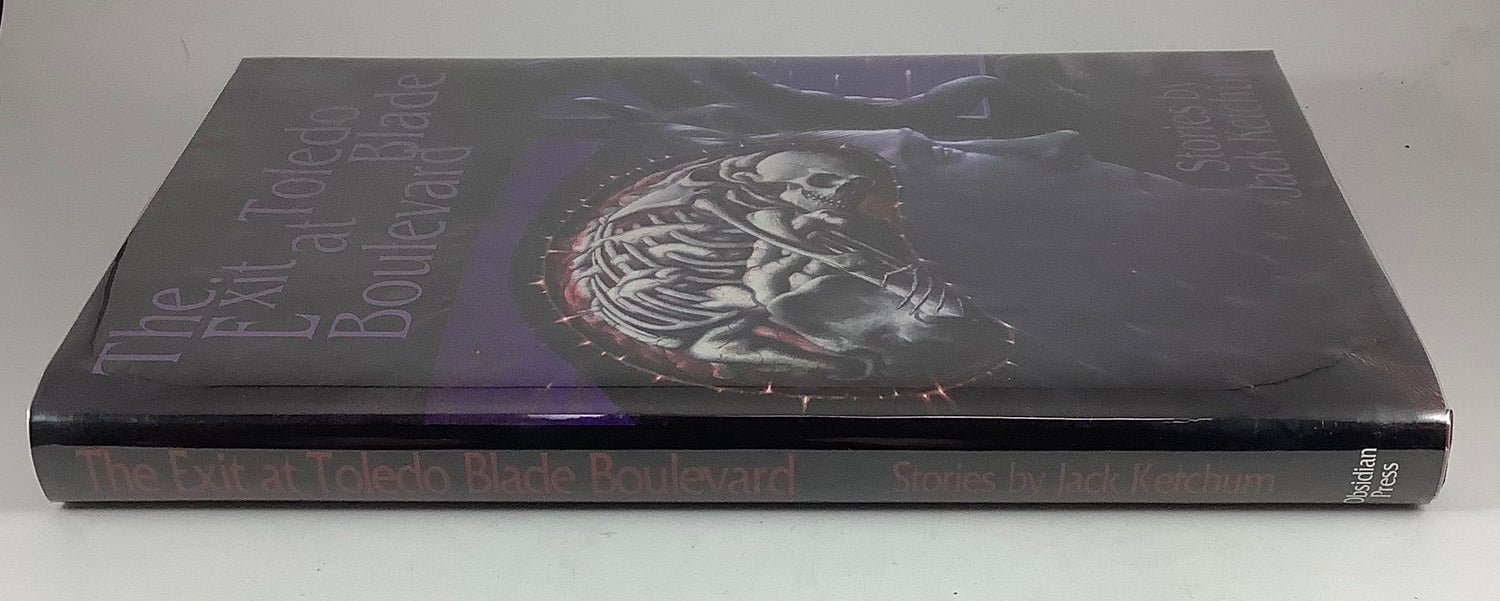 The
Exit
at Toledo
Blade
Boulevard
Stories by
Jack Ketchum
The Exit at Toledo Blade Boulevard
Stories by Jack Ketchum
Obsidian
Press